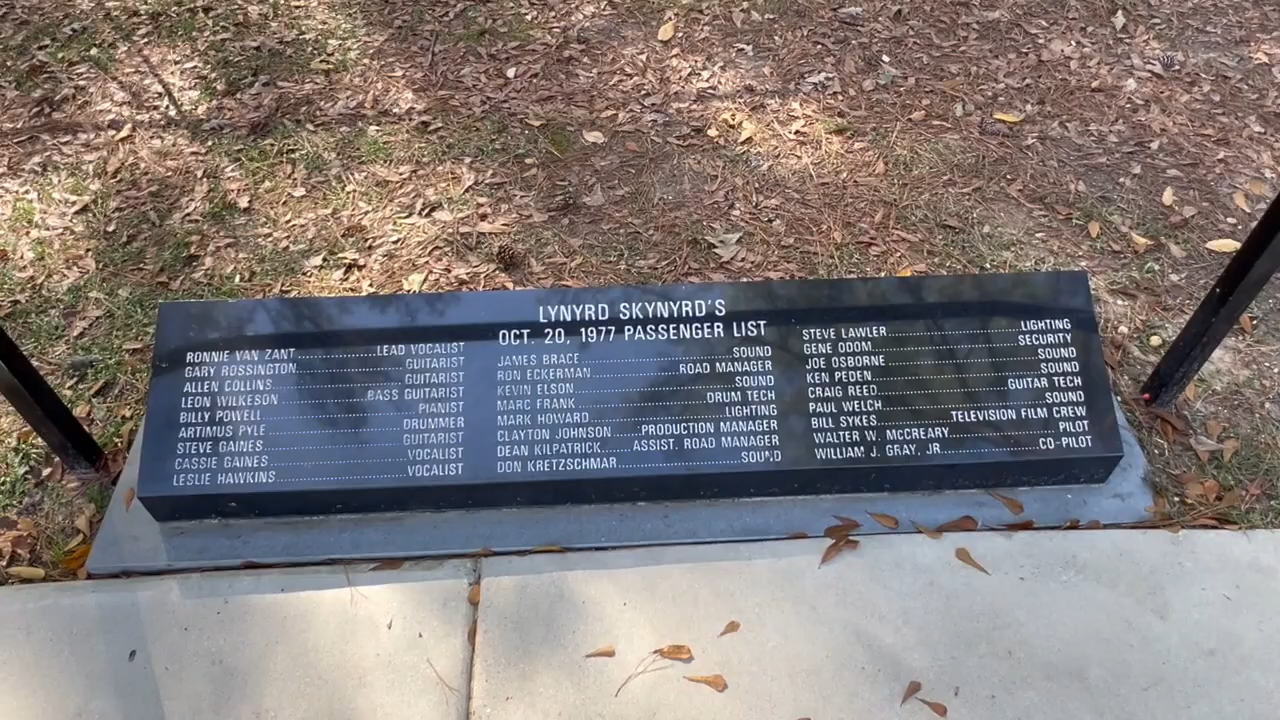 LYNYRD SKYNYRD'S
OCT. 20, 1977 PASSENGER LIST
RONNIE VAN ZANT..................LEAD VOCALIST
GARY ROSSINGTON........................GUITARIST
ALLEN COLLINS.............................GUITARIST
LEON WILKESON....................BASS GUITARIST
BILLY POWELL..................................PIANIST
ARTIMUS PYLE..............................DRUMMER
STEVE GAINES..............................GUITARIST
CASSIE GAINES..............................VOCALIST
LESLIE HAWKINS............................VOCALIST
JAMES BRACE..................................SOUND
RON ECKERMAN....................ROAD MANAGER
KEVIN ELSON..................................SOUND
MARC FRANK............................DRUM TECH
MARK HOWARD.............................LIGHTING
CLAYTON JOHNSON.......PRODUCTION MANAGER
DEAN KILPATRICK.......ASSIST. ROAD MANAGER
DON KRETZSCHMAR..........................SOUND
STEVE LAWLER..............................LIGHTING
GENE ODOM.................................SECURITY
JOE OSBORNE..................................SOUND
KEN PEDEN.....................................SOUND
CRAIG REED............................GUITAR TECH
PAUL WELCH...................................SOUND
BILL SYKES.................TELEVISION FILM CREW
WALTER W. MCCREARY.........................PILOT
WILLIAM J. GRAY, JR.......................CO-PILOT